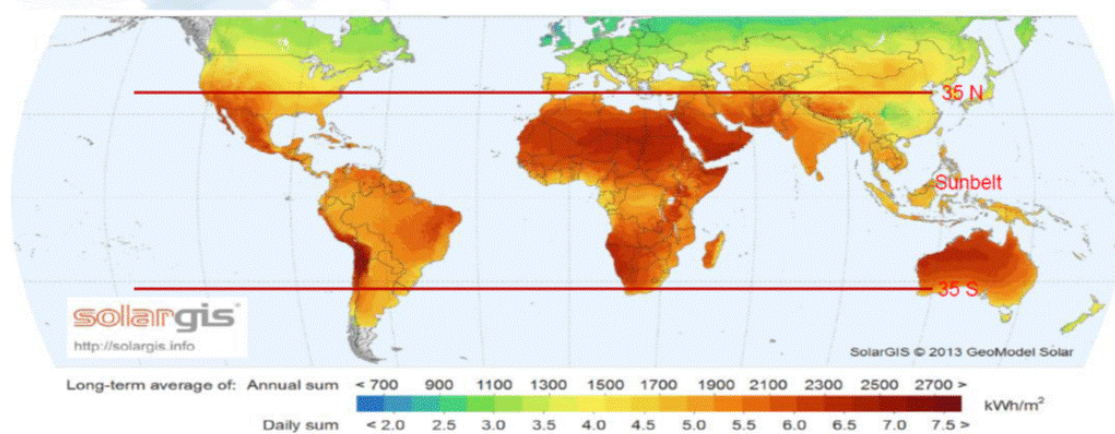 35 N
Sunbelt
35 S
solargis
http://solargis.info
SolarGIS © 2013 GeoModel Solar
Long-term average of: Annual sum < 700 900 1100 1300 1500 1700 1900 2100 2300 2500 2700 >
kWh/m²
Daily sum < 2.0 2.5 3.0 3.5 4.0 4.5 5.0 5.5 6.0 6.5 7.0 7.5 >